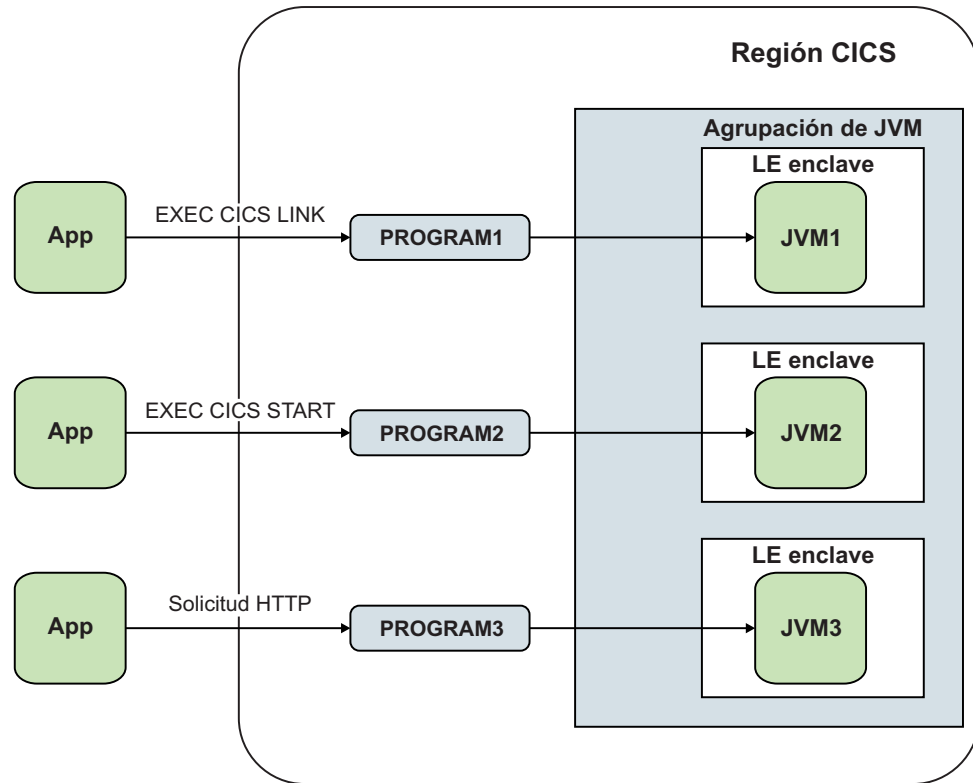 Región CICS
Agrupación de JVM
LE enclave
App
EXEC CICS LINK
PROGRAM1
JVM1
LE enclave
App
EXEC CICS START
PROGRAM2
JVM2
LE enclave
App
Solicitud HTTP
PROGRAM3
JVM3